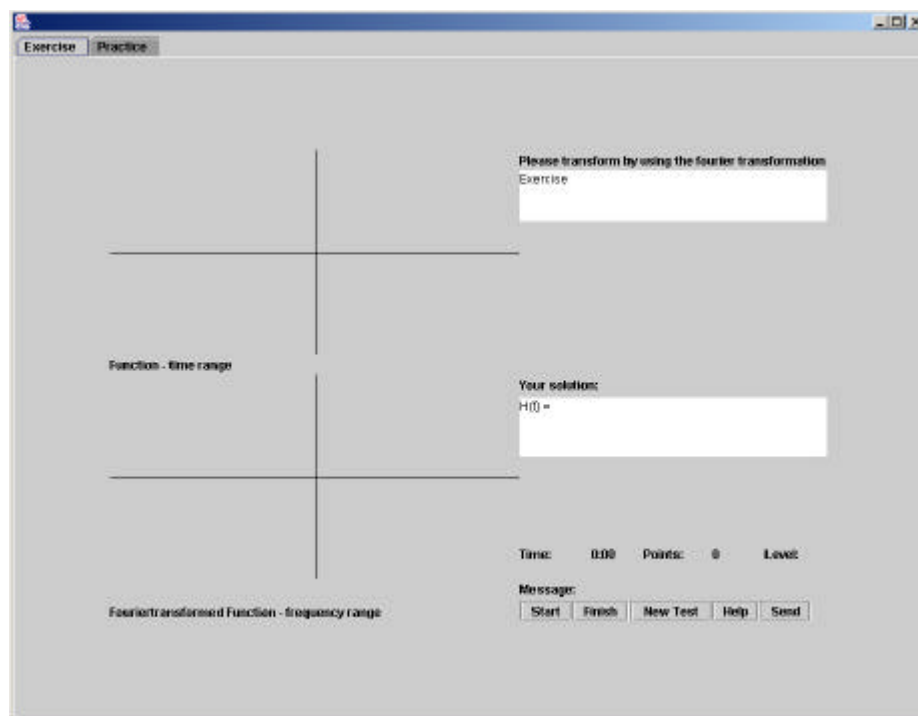 Exercise Practice
Please transform by using the fourier transformation
Exercise
Function - time range
Your solution:
H(f) =
Time: 0:00 Points: 0 Level:
Message:
Fouriertransformed Function - frequency range
Start Finish New Test Help Send